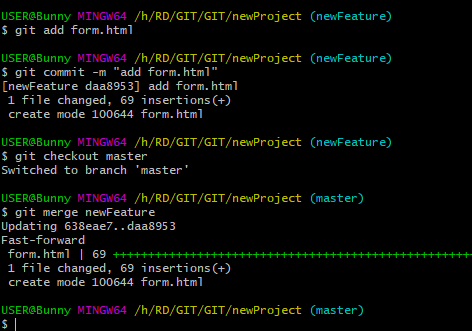 USER@Bunny MINGW64 /h/RD/GIT/GIT/newProject (newFeature)
$ git add form.html
USER@Bunny MINGW64 /h/RD/GIT/GIT/newProject (newFeature)
$ git commit -m "add form.html"
[newFeature daa8953] add form.html
 1 file changed, 69 insertions(+)
 create mode 100644 form.html
USER@Bunny MINGW64 /h/RD/GIT/GIT/newProject (newFeature)
$ git checkout master
Switched to branch 'master'
USER@Bunny MINGW64 /h/RD/GIT/GIT/newProject (master)
$ git merge newFeature
Updating 638eae7..daa8953
Fast-forward
 form.html | 69 +++++++++++++++++++++++++++++++++++++++++++++++++++
 1 file changed, 69 insertions(+)
 create mode 100644 form.html
USER@Bunny MINGW64 /h/RD/GIT/GIT/newProject (master)
$